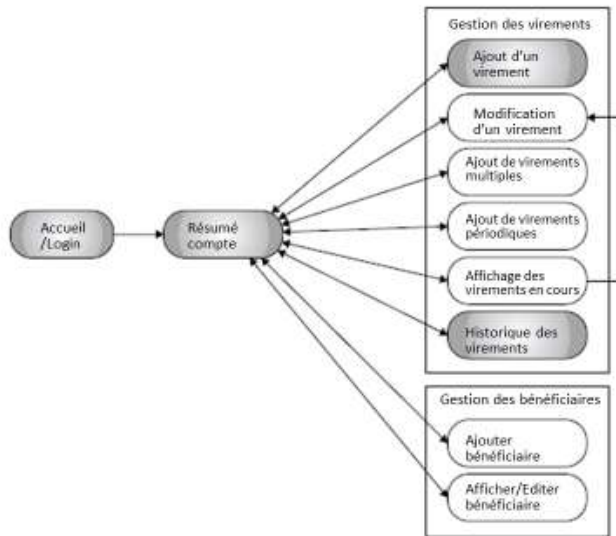 Gestion des virements
Ajout d'un
virement
Modification
d'un virement
Ajout de virements
multiples
Accueil
/Login
Résumé
compte
Ajout de virements
périodiques
Affichage des
virements en cours
Historique des
virements
Gestion des bénéficiaires
Ajouter
bénéficiaire
Afficher/Editer
bénéficiaire